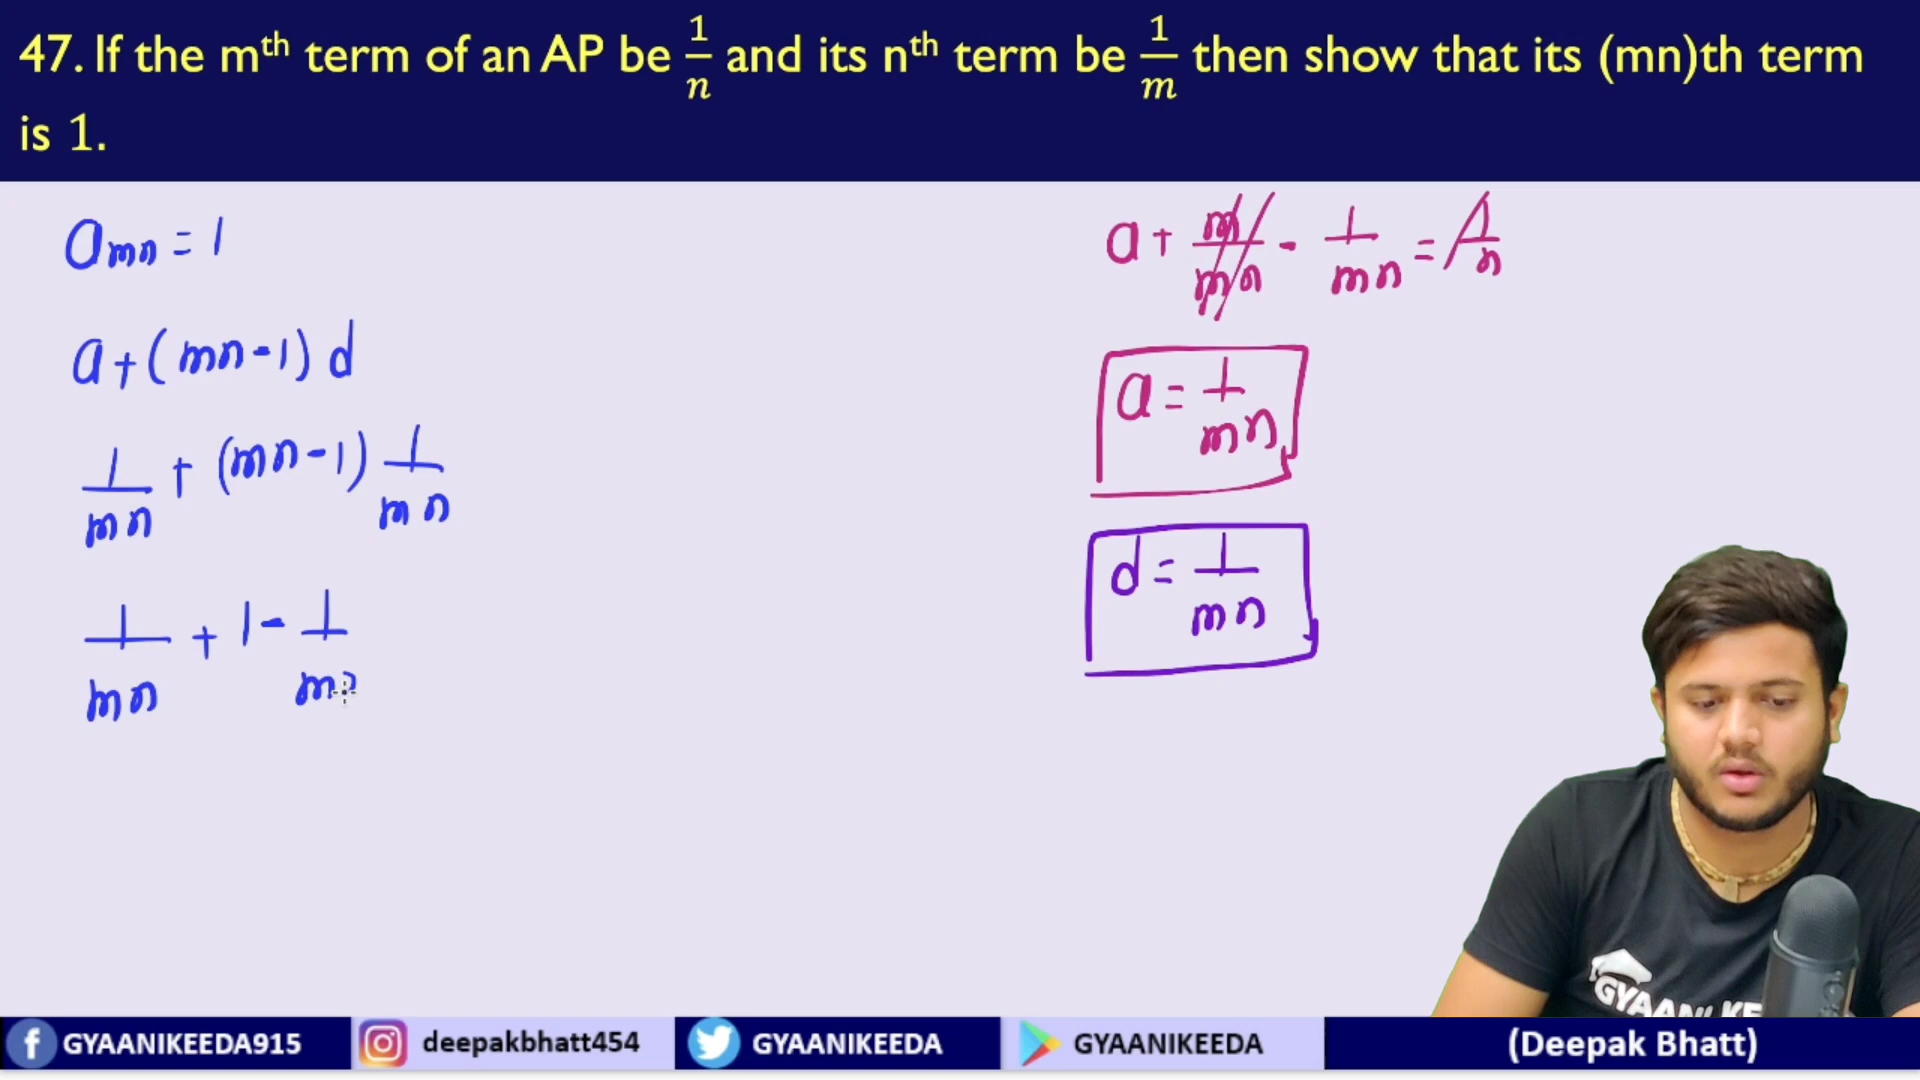 47. If the mth term of an AP be 1/n and its nth term be 1/m then show that its (mn)th term
is 1.
amn = 1
a + (mn - 1) d
1/mn + (mn - 1) 1/mn
1/mn + 1 - 1/mn
a + m/mn - 1/mn = 1/n
a = 1/mn
d = 1/mn
GYAANIKEEDA915
deepakbhatt454
GYAANIKEEDA
GYAANIKEEDA
(Deepak Bhatt)